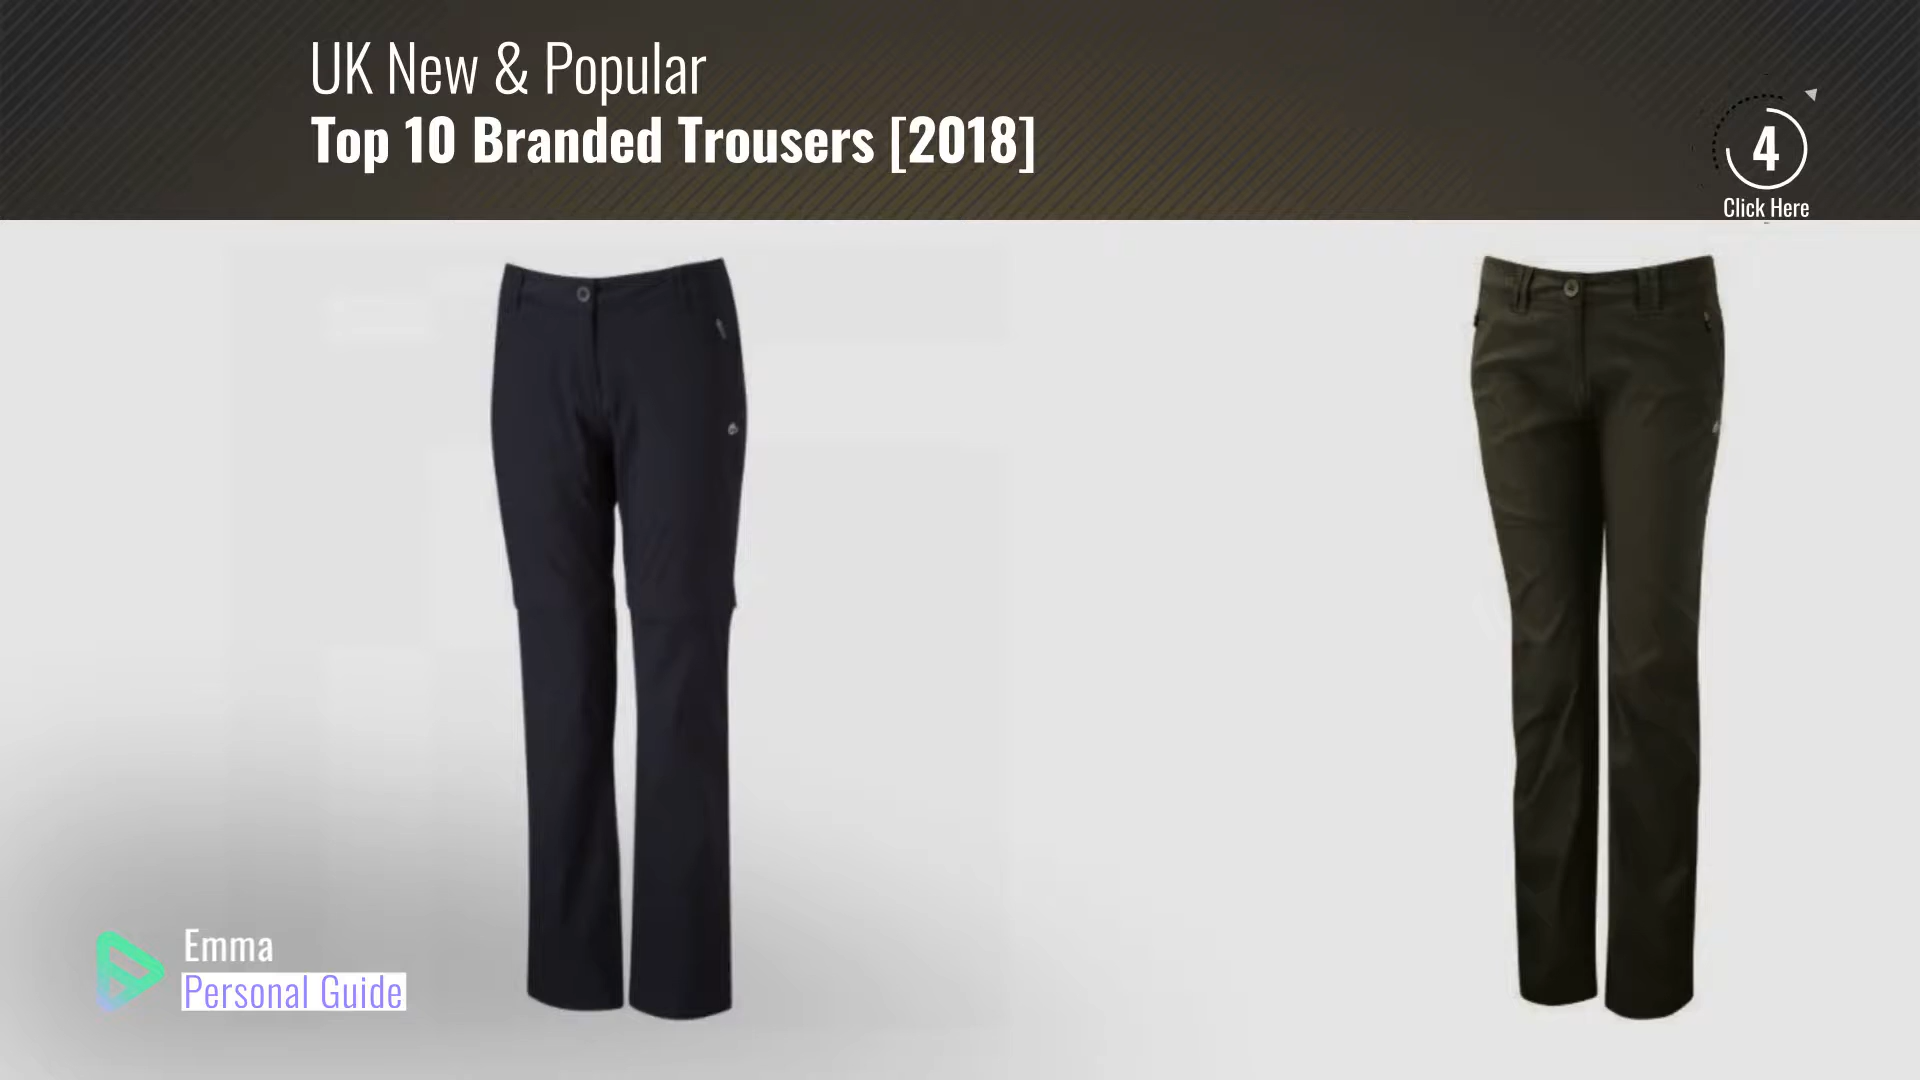 UK New & Popular
Top 10 Branded Trousers [2018]
4
Click Here
Emma
Personal Guide